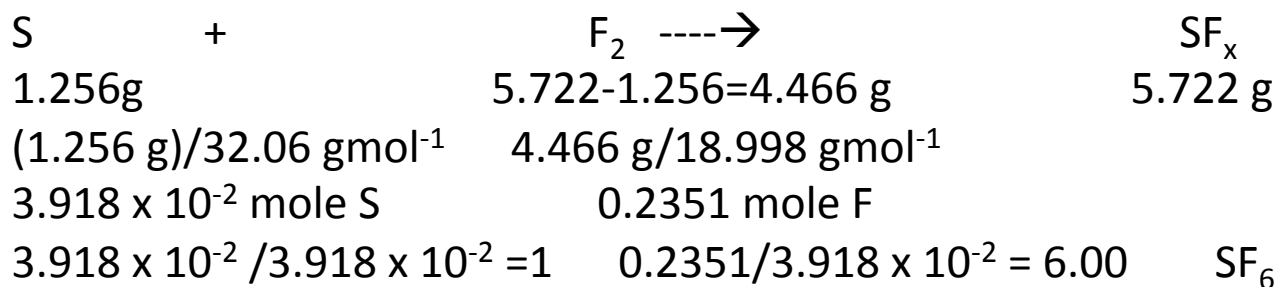 S + F₂ ----→ SFₓ
1.256g 5.722-1.256=4.466 g 5.722 g
(1.256 g)/32.06 gmol⁻¹ 4.466 g/18.998 gmol⁻¹
3.918 x 10⁻² mole S 0.2351 mole F
3.918 x 10⁻² /3.918 x 10⁻² =1 0.2351/3.918 x 10⁻² = 6.00 SF₆